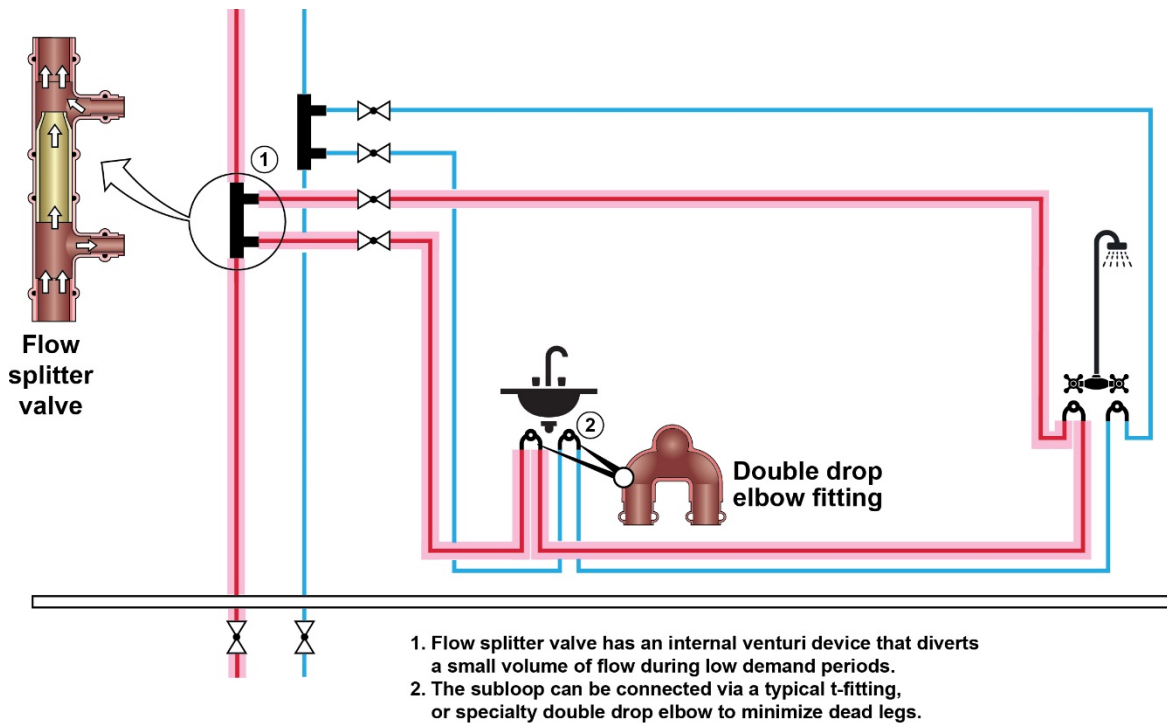 1
Flow
splitter
valve
2
Double drop
elbow fitting
1. Flow splitter valve has an internal venturi device that diverts
a small volume of flow during low demand periods.
2. The subloop can be connected via a typical t-fitting,
or specialty double drop elbow to minimize dead legs.